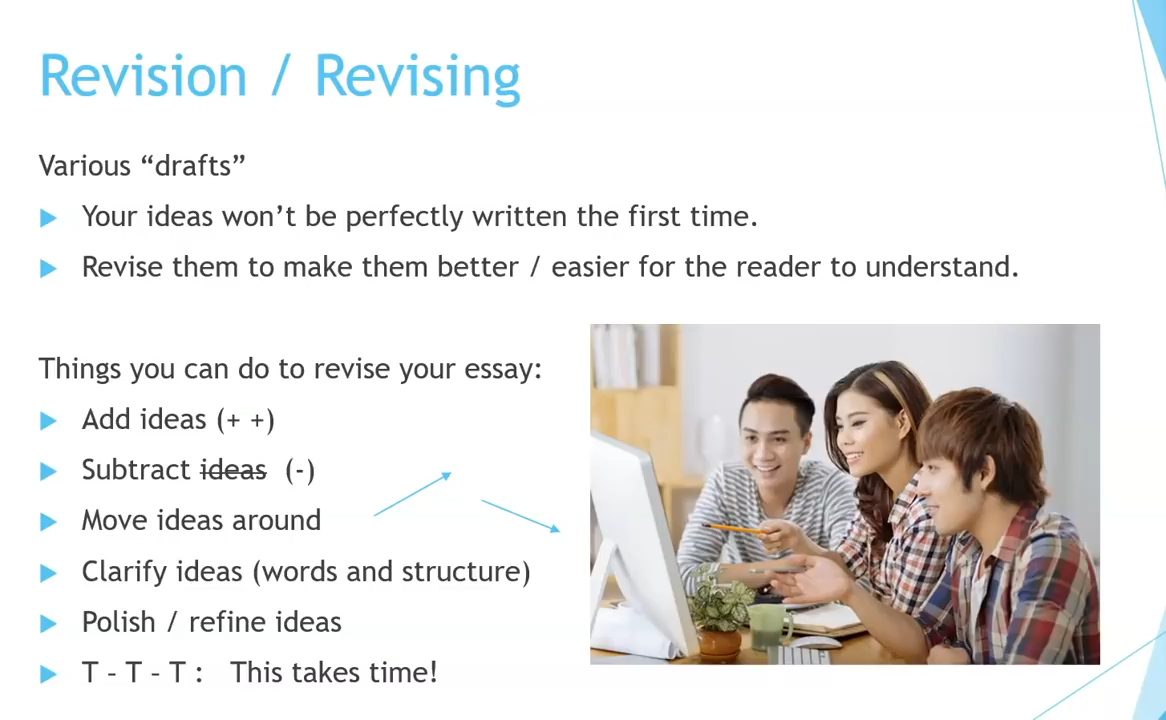 Revision / Revising
Various “drafts”
Your ideas won’t be perfectly written the first time.
Revise them to make them better / easier for the reader to understand.
Things you can do to revise your essay:
Add ideas (+ +)
Subtract ideas (-)
Move ideas around
Clarify ideas (words and structure)
Polish / refine ideas
T – T – T : This takes time!